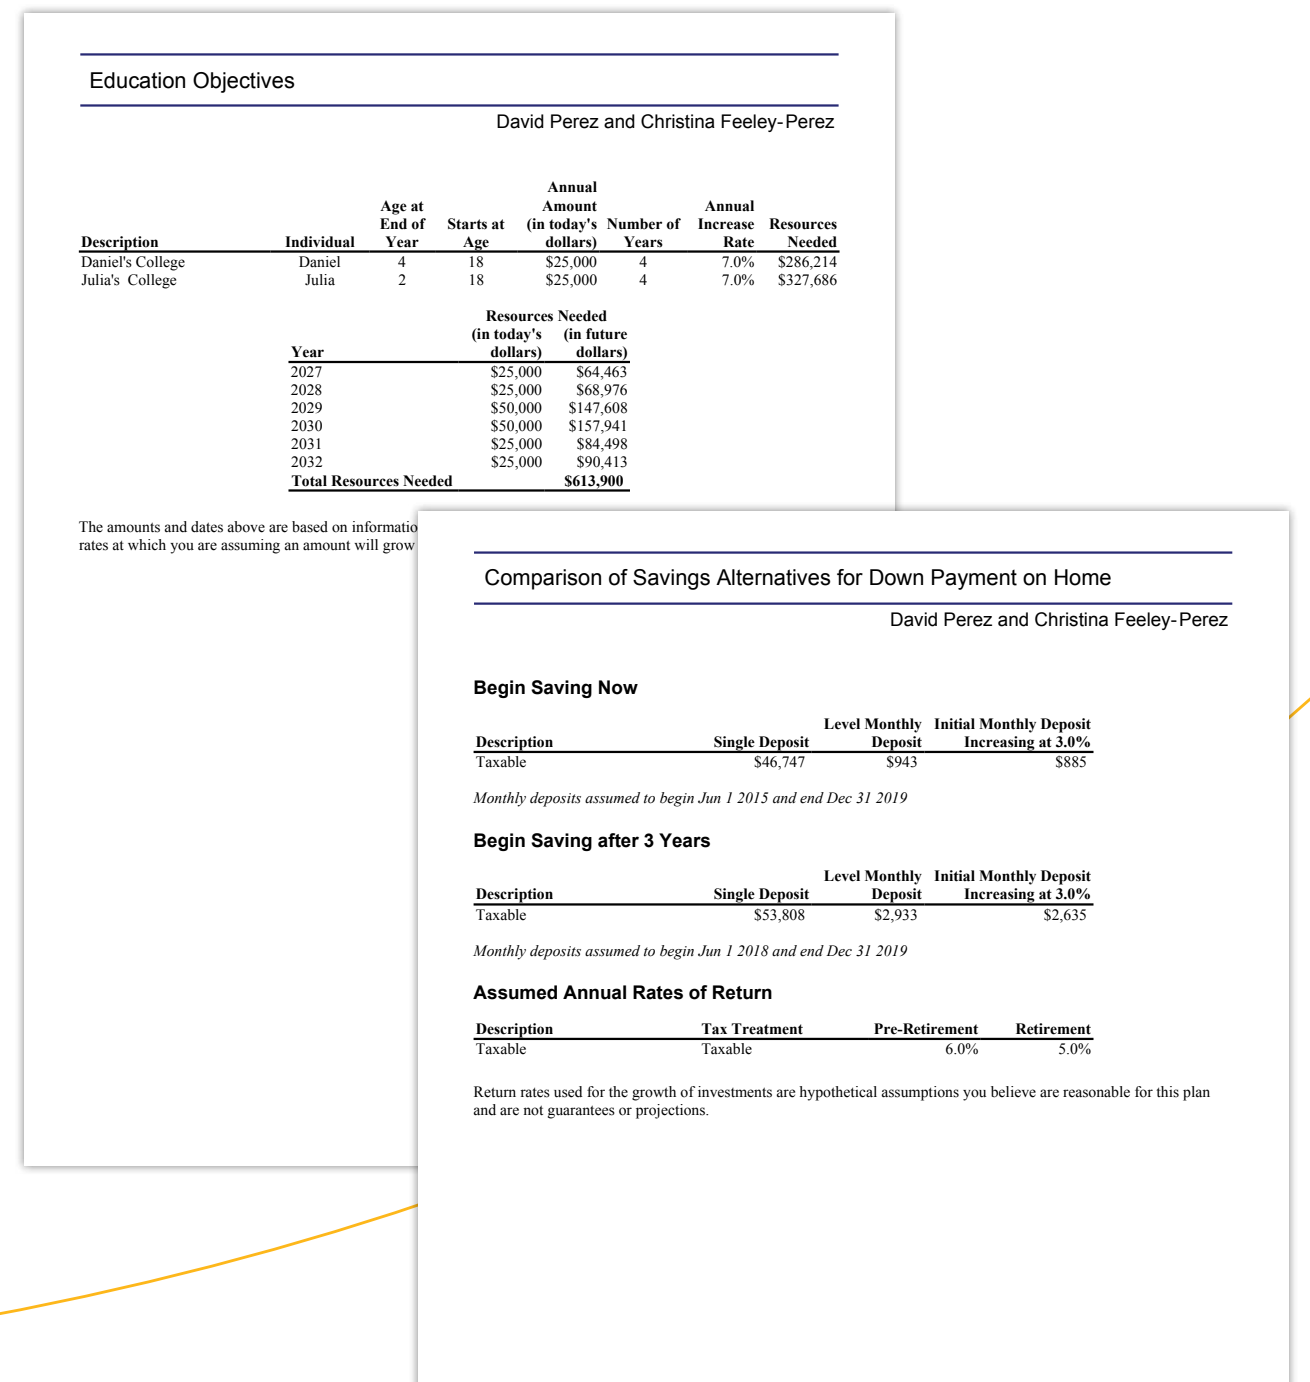 Education Objectives
David Perez and Christina Feeley-Perez
Annual
Age at Amount Annual
End of Starts at (in today's Number of Increase Resources
Description Individual Year Age dollars) Years Rate Needed
Daniel's College Daniel 4 18 $25,000 4 7.0% $286,214
Julia's College Julia 2 18 $25,000 4 7.0% $327,686
Resources Needed
(in today's (in future
Year dollars) dollars)
2027 $25,000 $64,463
2028 $25,000 $68,976
2029 $50,000 $147,608
2030 $50,000 $157,941
2031 $25,000 $84,498
2032 $25,000 $90,413
Total Resources Needed $613,900
The amounts and dates above are based on informatio
rates at which you are assuming an amount will grow
Comparison of Savings Alternatives for Down Payment on Home
David Perez and Christina Feeley-Perez
Begin Saving Now
Level Monthly Initial Monthly Deposit
Description Single Deposit Deposit Increasing at 3.0%
Taxable $46,747 $943 $885
Monthly deposits assumed to begin Jun 1 2015 and end Dec 31 2019
Begin Saving after 3 Years
Level Monthly Initial Monthly Deposit
Description Single Deposit Deposit Increasing at 3.0%
Taxable $53,808 $2,933 $2,635
Monthly deposits assumed to begin Jun 1 2018 and end Dec 31 2019
Assumed Annual Rates of Return
Description Tax Treatment Pre-Retirement Retirement
Taxable Taxable 6.0% 5.0%
Return rates used for the growth of investments are hypothetical assumptions you believe are reasonable for this plan
and are not guarantees or projections.